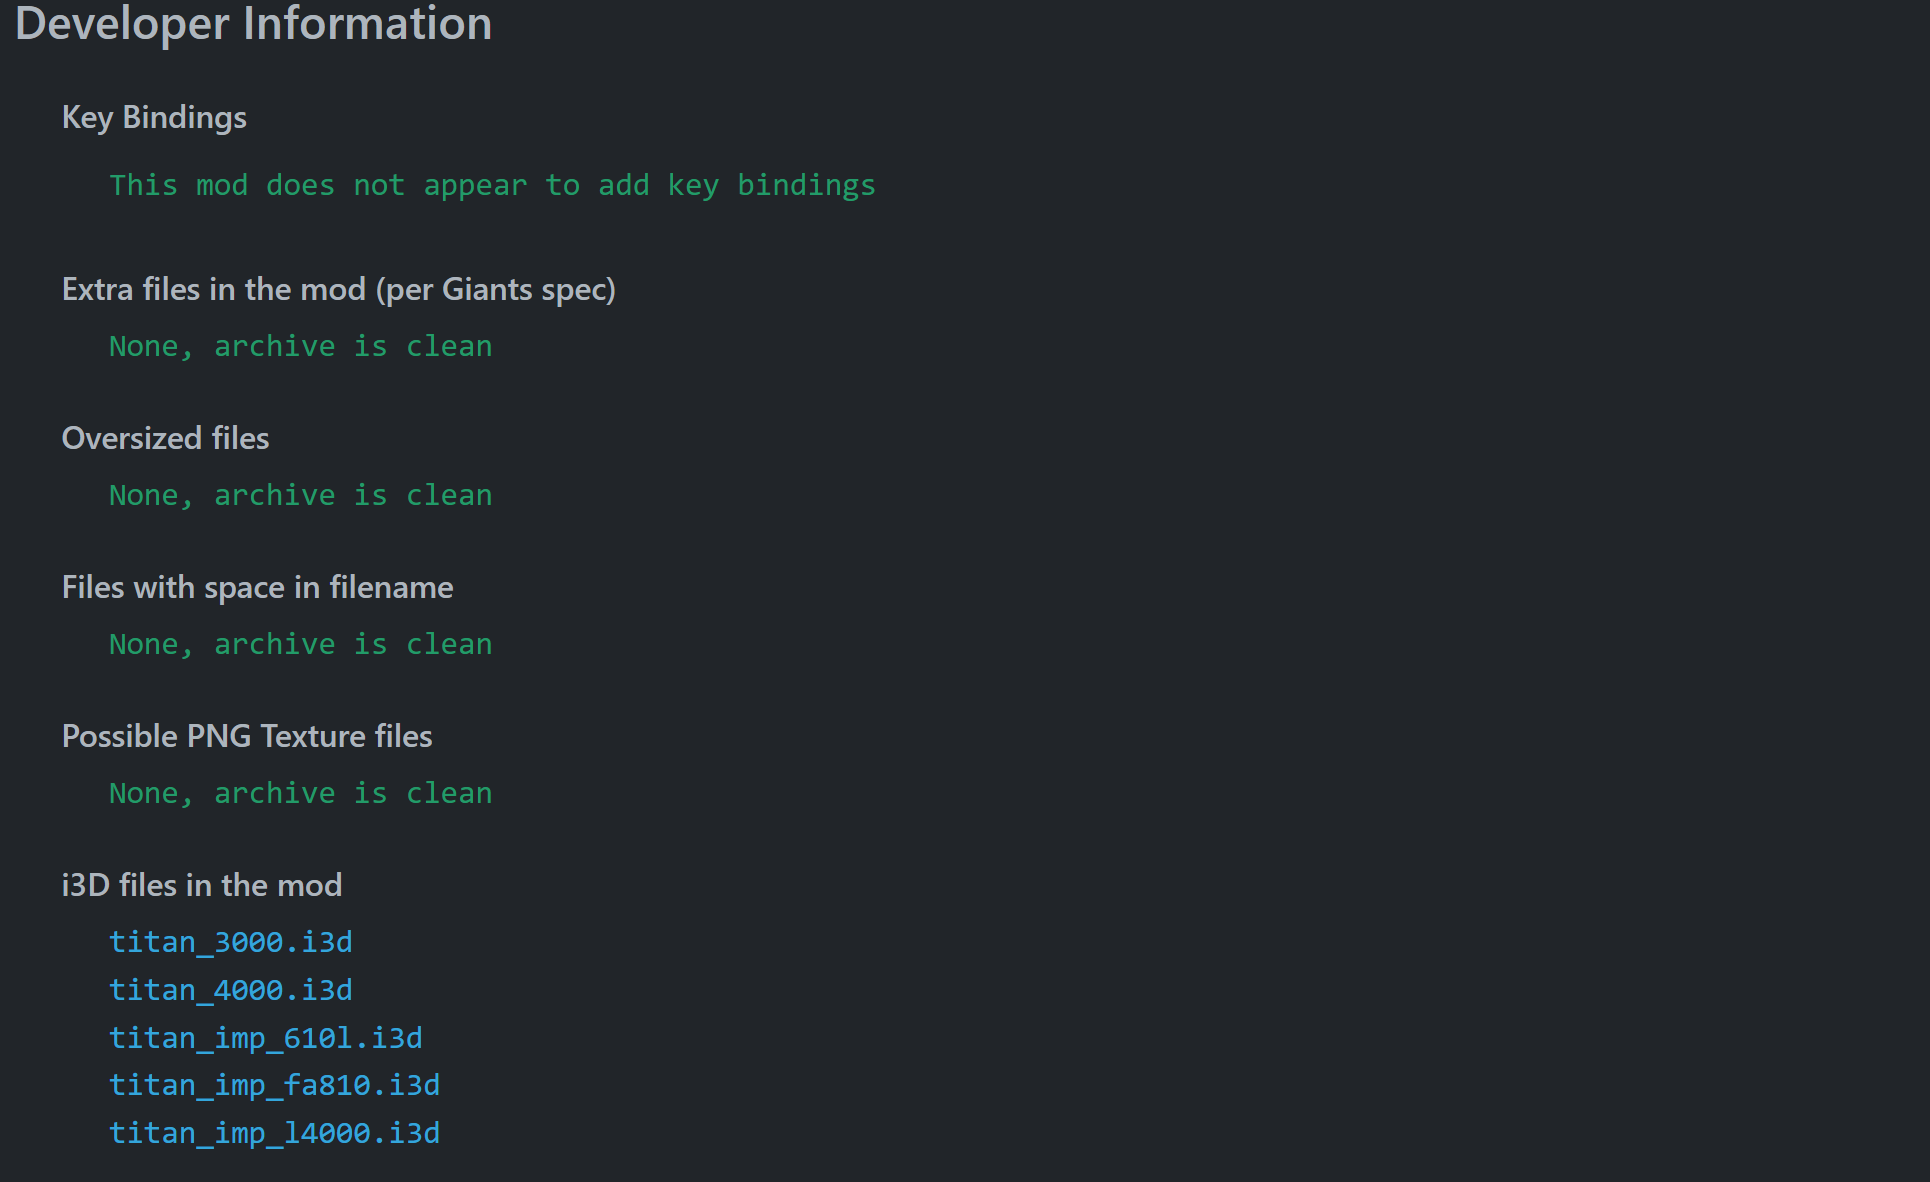 Developer Information
Key Bindings
This mod does not appear to add key bindings
Extra files in the mod (per Giants spec)
None, archive is clean
Oversized files
None, archive is clean
Files with space in filename
None, archive is clean
Possible PNG Texture files
None, archive is clean
i3D files in the mod
titan_3000.i3d
titan_4000.i3d
titan_imp_610l.i3d
titan_imp_fa810.i3d
titan_imp_l4000.i3d